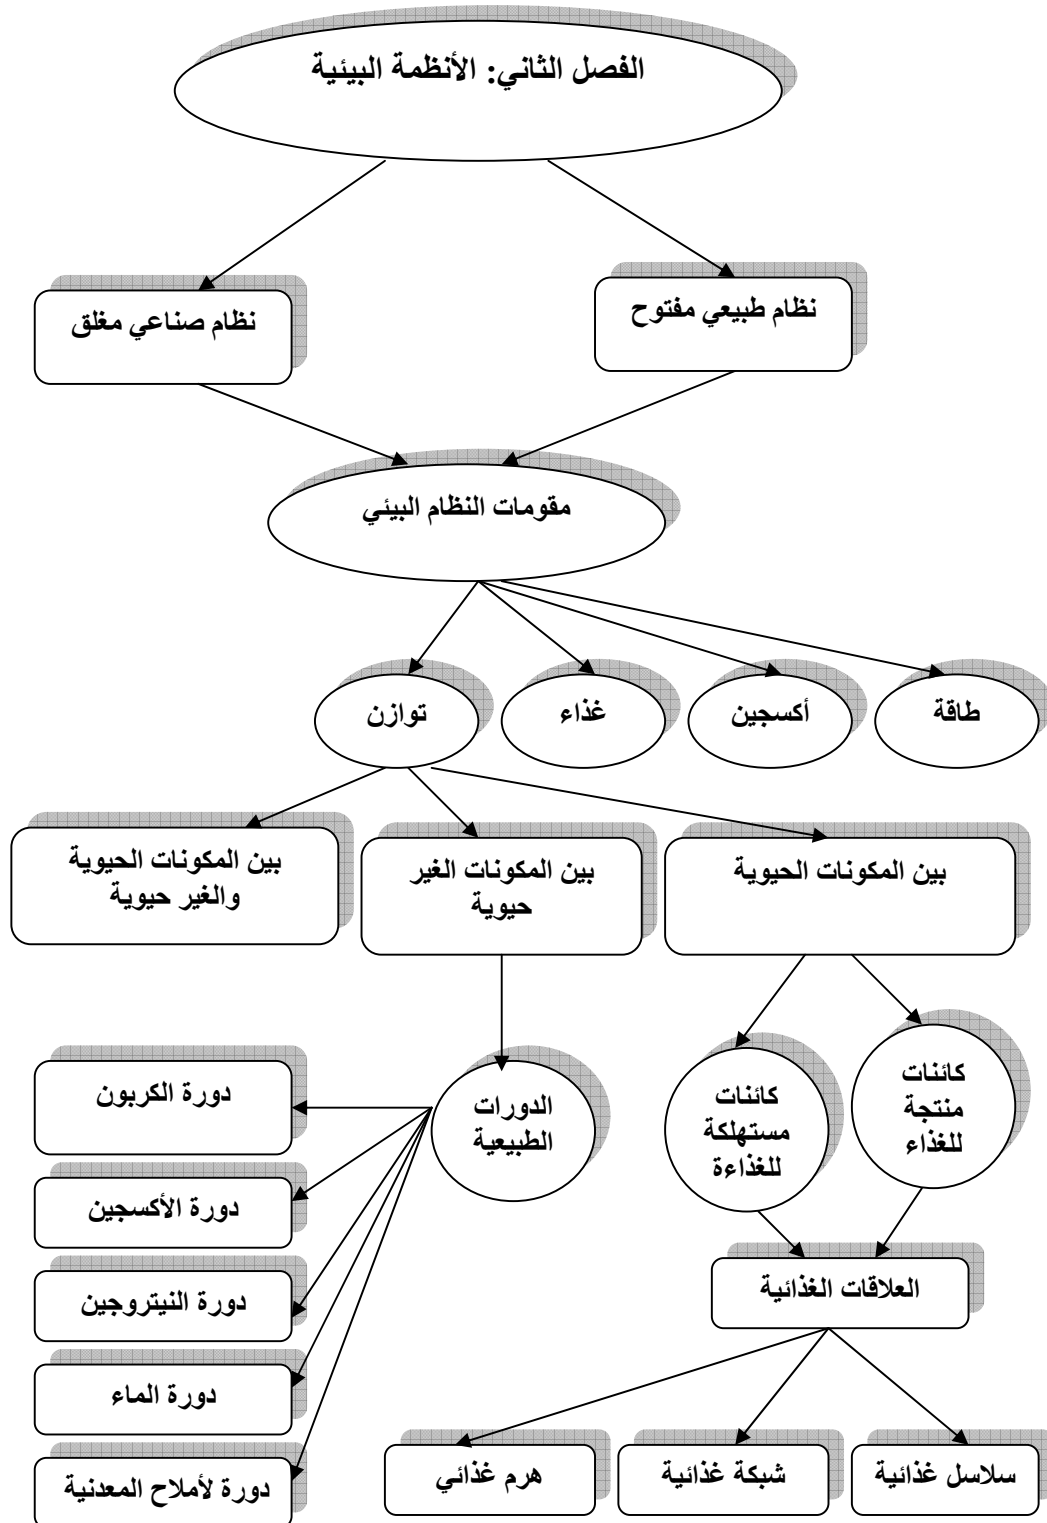 الفصل الثاني: الأنظمة البيئية
نظام طبيعي مفتوح
نظام صناعي مغلق
مقومات النظام البيئي
طاقة
أكسجين
غذاء
توازن
بين المكونات الحيوية
بين المكونات الغير
حيوية
بين المكونات الحيوية
والغير حيوية
كائنات
منتجة
للغذاء
كائنات
مستهلكة
للغذاءة
الدورات
الطبيعية
دورة الكربون
دورة الأكسجين
دورة النيتروجين
دورة الماء
دورة لأملاح المعدنية
العلاقات الغذائية
سلاسل غذائية
شبكة غذائية
هرم غذائي